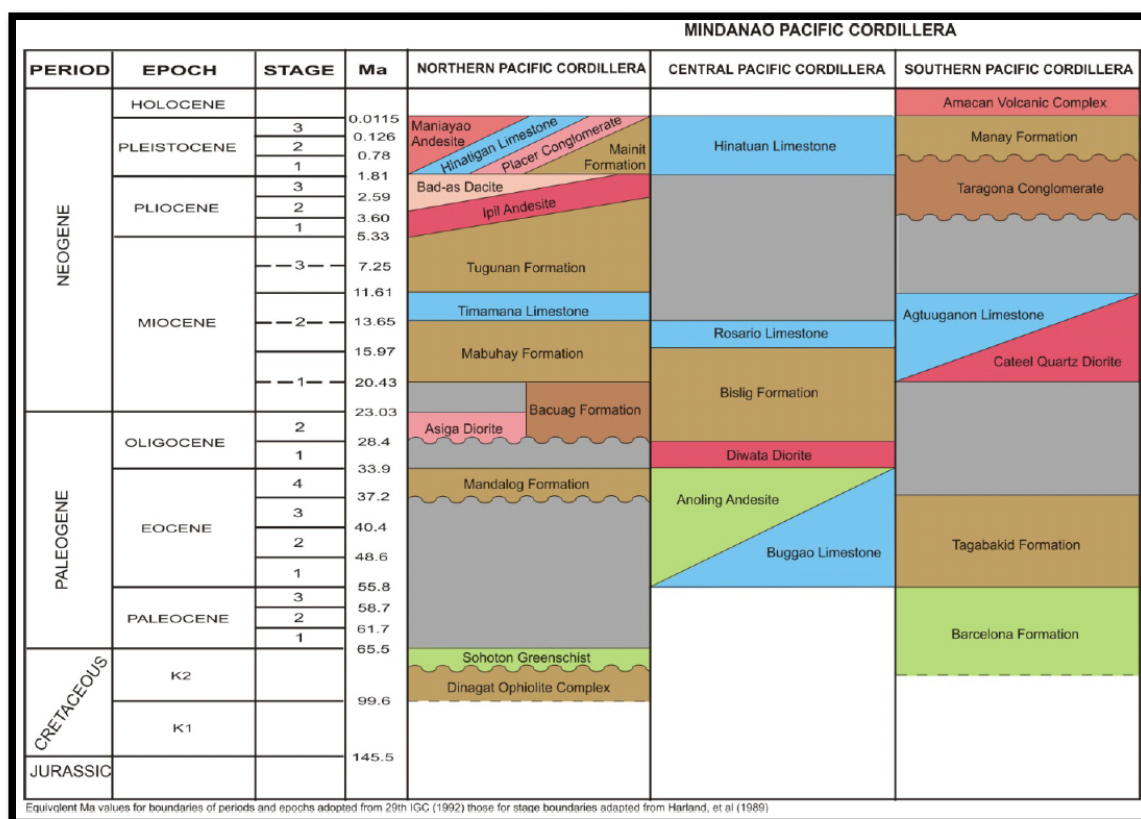 MINDANAO PACIFIC CORDILLERA
PERIOD EPOCH STAGE Ma NORTHERN PACIFIC CORDILLERA CENTRAL PACIFIC CORDILLERA SOUTHERN PACIFIC CORDILLERA
NEOGENE
PALEOGENE
CRETACEOUS
JURASSIC
HOLOCENE
PLEISTOCENE
PLIOCENE
MIOCENE
OLIGOCENE
EOCENE
PALEOCENE
K2
K1
3
2
1
3
2
1
3
2
1
2
1
4
3
2
1
3
2
1
0.0115
0.126
0.78
1.81
2.59
3.60
5.33
7.25
11.61
13.65
15.97
20.43
23.03
28.4
33.9
37.2
40.4
48.6
55.8
58.7
61.7
65.5
99.6
145.5
Maniayao
Andesite
Hinatigan Limestone
Placer Conglomerate
Mainit
Formation
Bad-as Dacite
Ipil Andesite
Tugunan Formation
Timamana Limestone
Mabuhay Formation
Bacuag Formation
Asiga Diorite
Mandalog Formation
Sohoton Greenschist
Dinagat Ophiolite Complex
Hinatuan Limestone
Rosario Limestone
Bislig Formation
Diwata Diorite
Anoling Andesite
Buggao Limestone
Amacan Volcanic Complex
Manay Formation
Taragona Conglomerate
Agtuuganon Limestone
Cateel Quartz Diorite
Tagabakid Formation
Barcelona Formation
Equivqlent Ma values for boundaries of periods and epochs adopted from 29th IGC (1992) those for stage boundaries adapted from Harland, et al (1989)